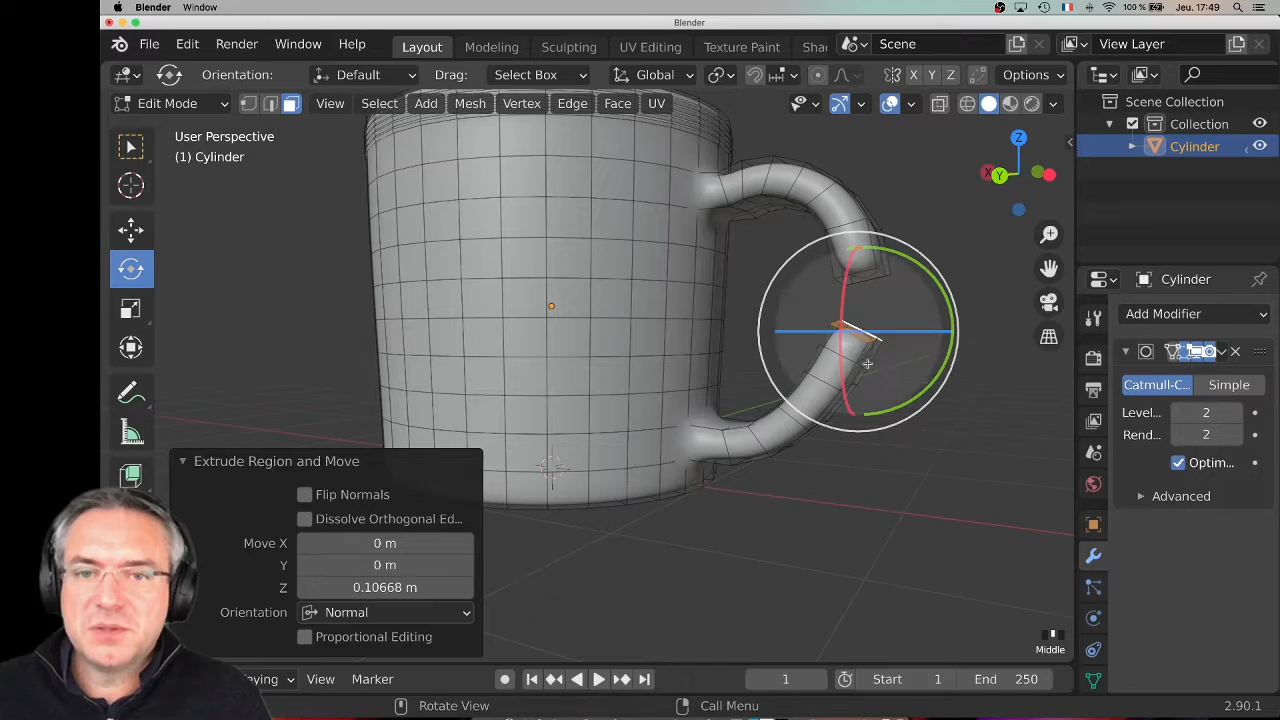 Blender Window 100 % Jeu. 17:49
Blender
File Edit Render Window Help Layout Modeling Sculpting UV Editing Texture Paint Sha Scene View Layer
Orientation: Default Drag: Select Box Global X Y Z Options
Edit Mode View Select Add Mesh Vertex Edge Face UV
User Perspective
(1) Cylinder
Z
X
Y
Scene Collection
Collection
Cylinder
Cylinder
Add Modifier
Catmull-C... Simple
Level... 2
Rend... 2
Optim...
Advanced
Extrude Region and Move
Flip Normals
Dissolve Orthogonal Ed...
Move X 0 m
Y 0 m
Z 0.10668 m
Orientation Normal
Proportional Editing
Middle
ying View Marker 1 Start 1 End 250
Rotate View Call Menu 2.90.1